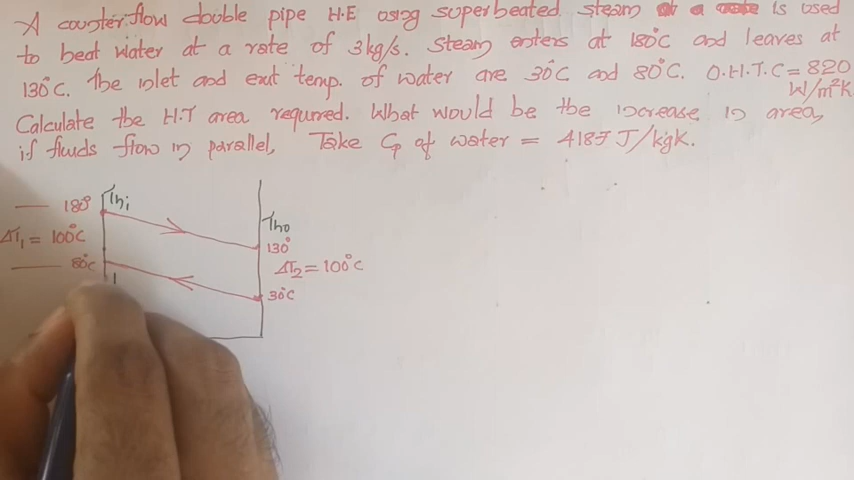 A counterflow double pipe H.E using superheated steam is used
to heat water at a rate of 3kg/s. Steam enters at 180°C and leaves at
130°C. The inlet and exit temp. of water are 30°C and 80°C. O.H.T.C = 820
W/m²K
Calculate the H.T area required. What would be the increase in area,
if fluids flow in parallel, Take Cp of water = 4187 J/kgK.
180° Thi
Tho
ΔT₁ = 100°C
130°
80°C
ΔT₂ = 100°C
30°C